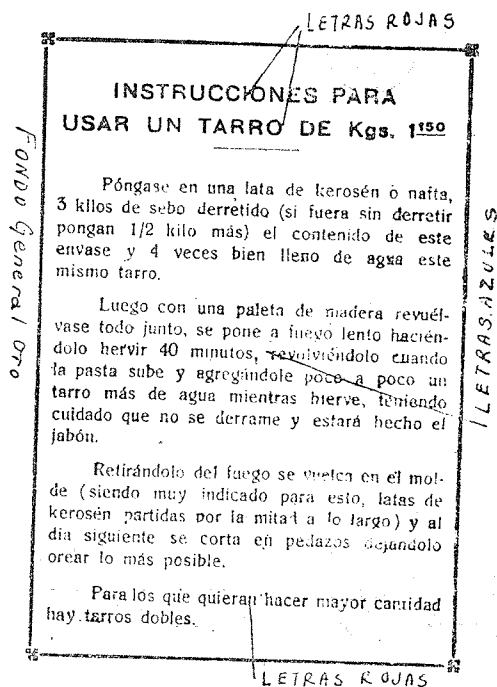 LETRAS ROJAS
INSTRUCCIONES PARA
USAR UN TARRO DE Kgs. 1150
Póngase en una lata de kerosén o nafta,
3 kilos de sebo derretido (si fuera sin derretir
pongan 1/2 kilo más) el contenido de este
envase y 4 veces bien lleno de agua este
mismo tarro.
Luego con una paleta de madera revuél-
vase todo junto, se pone a fuego lento hacién-
dolo hervir 40 minutos, revolviéndolo cuando
la pasta sube y agregándole poco a poco un
tarro más de agua mientras hierve, teniendo
cuidado que no se derrame y estará hecho el
jabón.
Retirándolo del fuego se vuelca en el mol-
de (siendo muy indicado para esto, latas de
kerosén partidas por la mitad a lo largo) y al
día siguiente se corta en pedazos dejándolo
orear lo más posible.
Para los que quieran hacer mayor cantidad
hay tarros dobles.
FONDO General Oro
LETRAS AZULES
LETRAS ROJAS